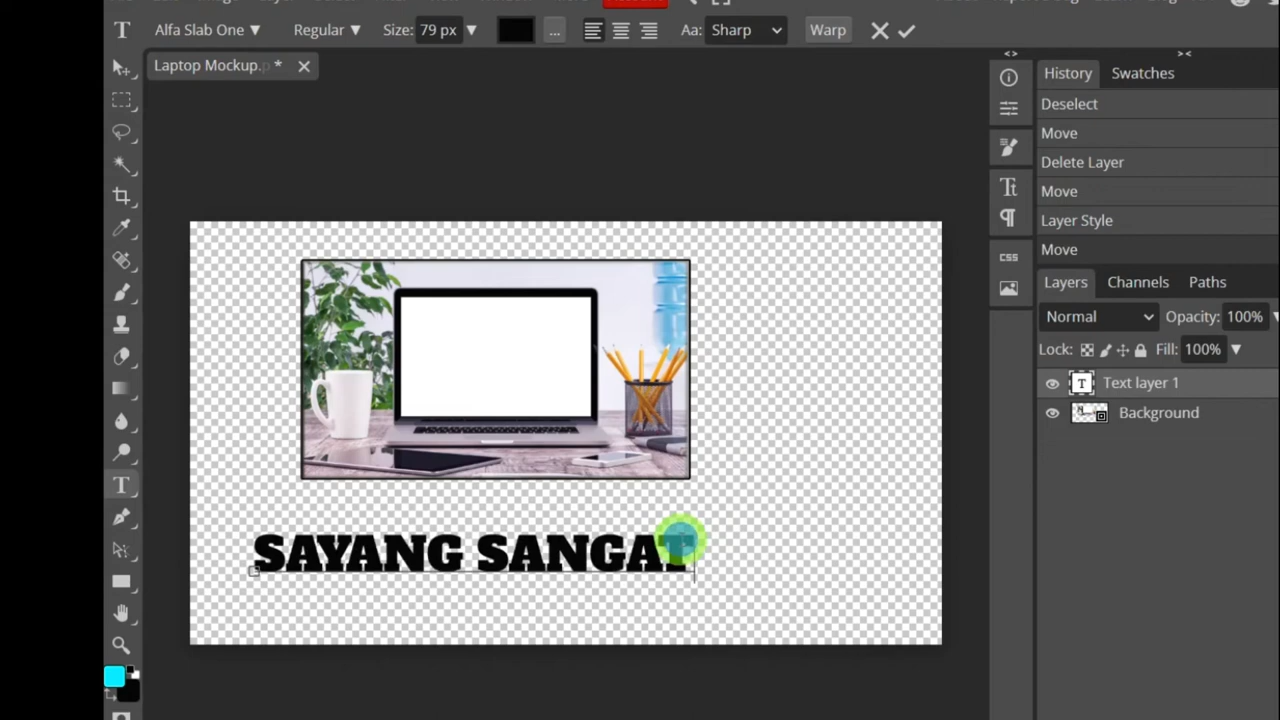 Alfa Slab One Regular Size: 79 px ... Aa: Sharp Warp
Laptop Mockup.p *
History Swatches
Deselect
Move
Delete Layer
Move
Layer Style
Move
CSS
Layers Channels Paths
Normal Opacity: 100%
Lock: Fill: 100%
T Text layer 1
Background
SAYANG SANGAT